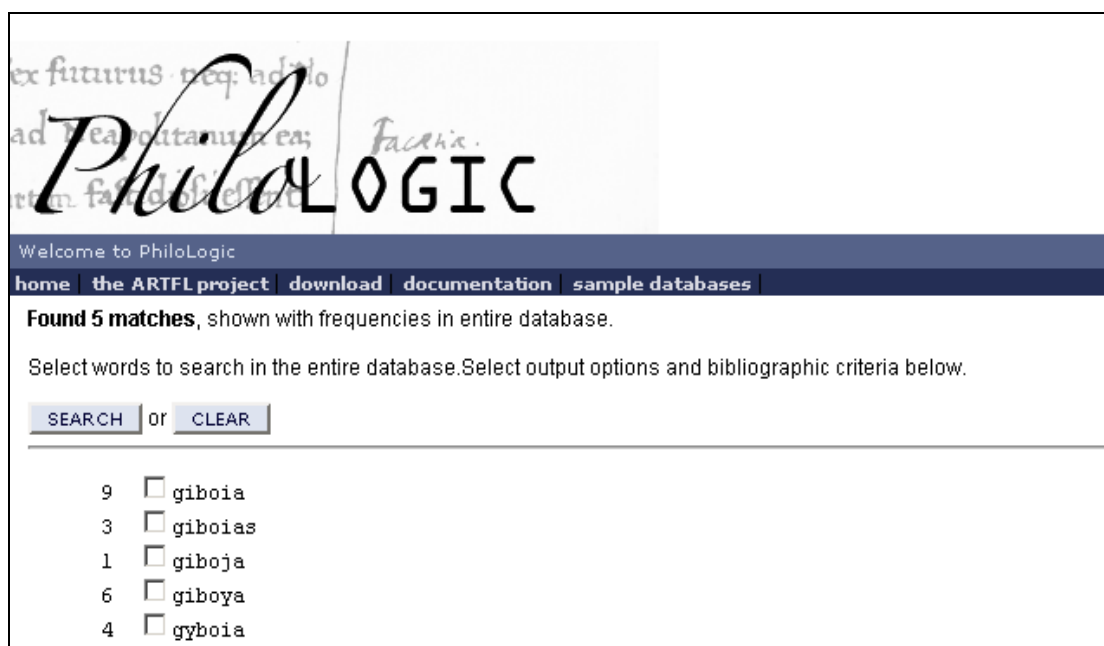 ex futurus neq: ad
ad Neapolitanum ea;
Facetia.
PhiloLOGIC
Welcome to PhiloLogic
home the ARTFL project download documentation sample databases
Found 5 matches, shown with frequencies in entire database.
Select words to search in the entire database.Select output options and bibliographic criteria below.
SEARCH or CLEAR
9 giboia
3 giboias
1 giboja
6 giboya
4 gyboia